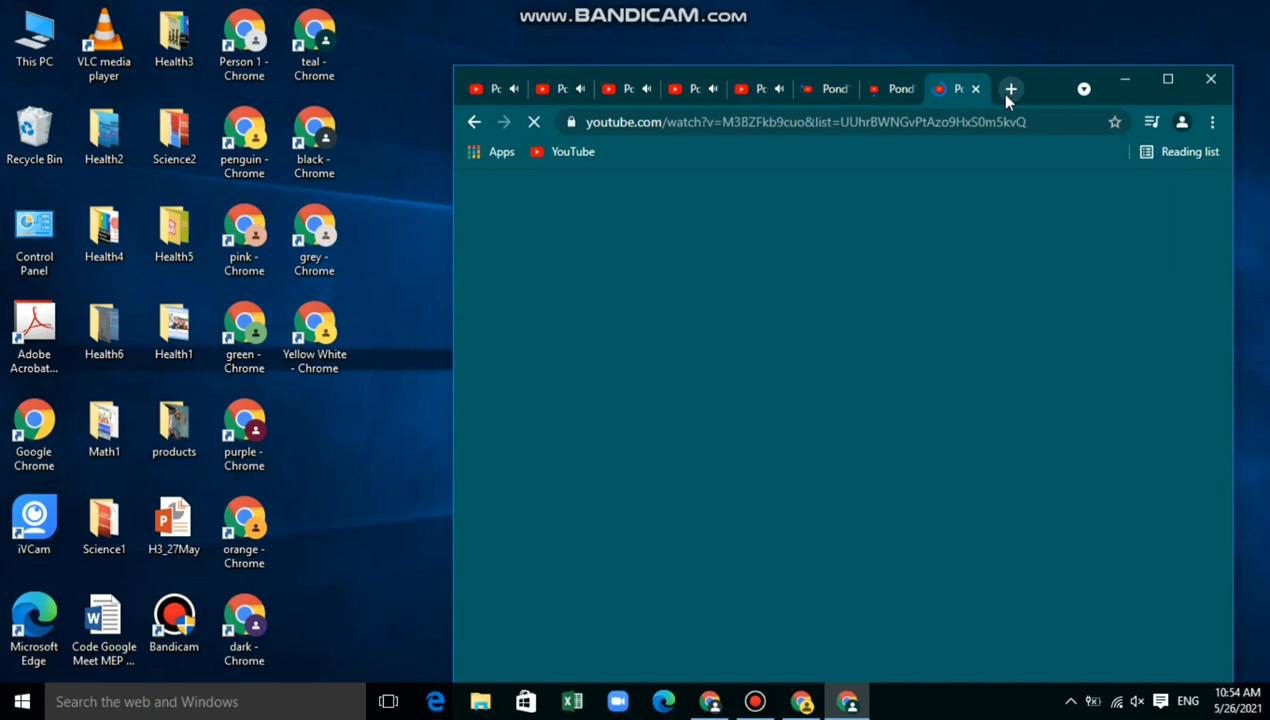 www.BANDICAM.com
This PC
VLC media player
Health3
Person 1 - Chrome
teal - Chrome
Recycle Bin
Health2
Science2
penguin - Chrome
black - Chrome
Control Panel
Health4
Health5
pink - Chrome
grey - Chrome
Adobe Acrobat...
Health6
Health1
green - Chrome
Yellow White - Chrome
Google Chrome
Math1
products
purple - Chrome
iVCam
Science1
H3_27May
orange - Chrome
Microsoft Edge
Code Google Meet MEP ...
Bandicam
dark - Chrome
Pc Pc Pc Pc Pc Pond Pond Pc
youtube.com/watch?v=M3BZFkb9cuo&list=UUhrBWNGvPtAzo9HxS0m5kvQ
Apps YouTube Reading list
Search the web and Windows
ENG
10:54 AM
5/26/2021